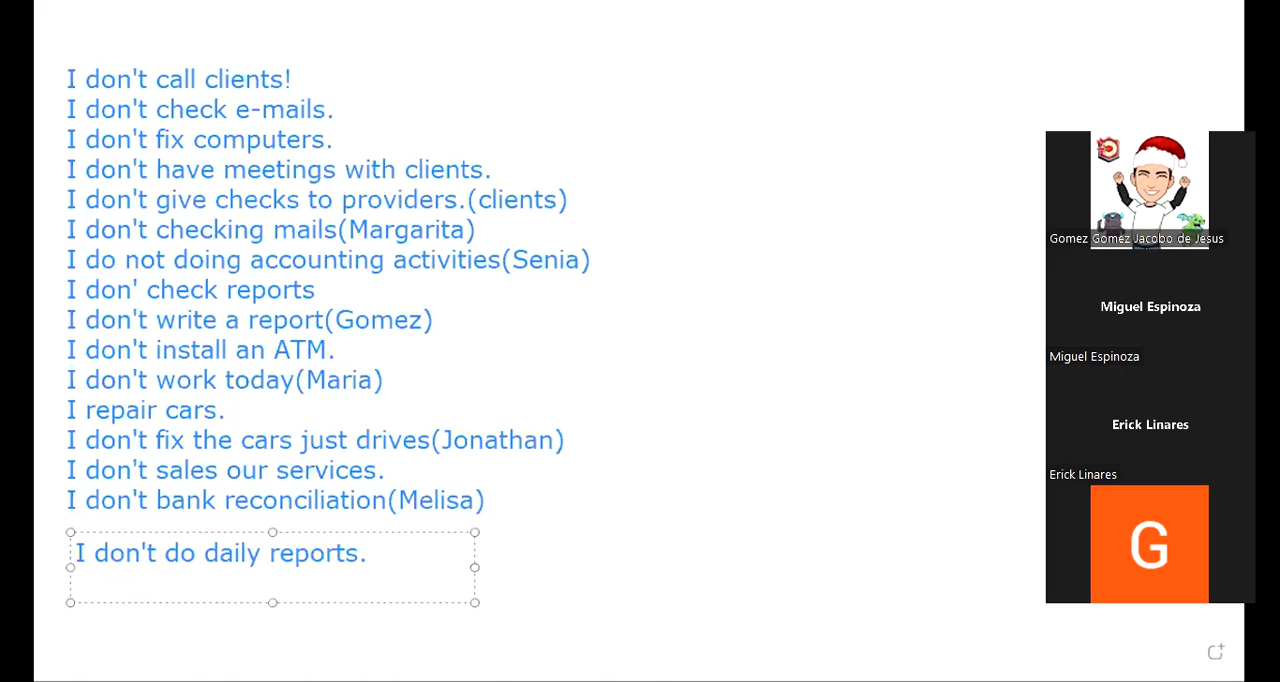 I don't call clients!
I don't check e-mails.
I don't fix computers.
I don't have meetings with clients.
I don't give checks to providers.(clients)
I don't checking mails(Margarita)
I do not doing accounting activities(Senia)
I don' check reports
I don't write a report(Gomez)
I don't install an ATM.
I don't work today(Maria)
I repair cars.
I don't fix the cars just drives(Jonathan)
I don't sales our services.
I don't bank reconciliation(Melisa)
I don't do daily reports.
Gomez Gomez Jacobo de Jesus
Miguel Espinoza
Miguel Espinoza
Erick Linares
Erick Linares
G